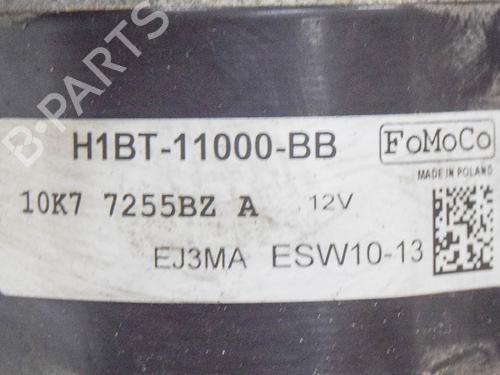 B-PARTS
H1BT-11000-BB
FoMoCo
MADE IN POLAND
10K7 7255BZ A 12V
EJ3MA ESW10-13